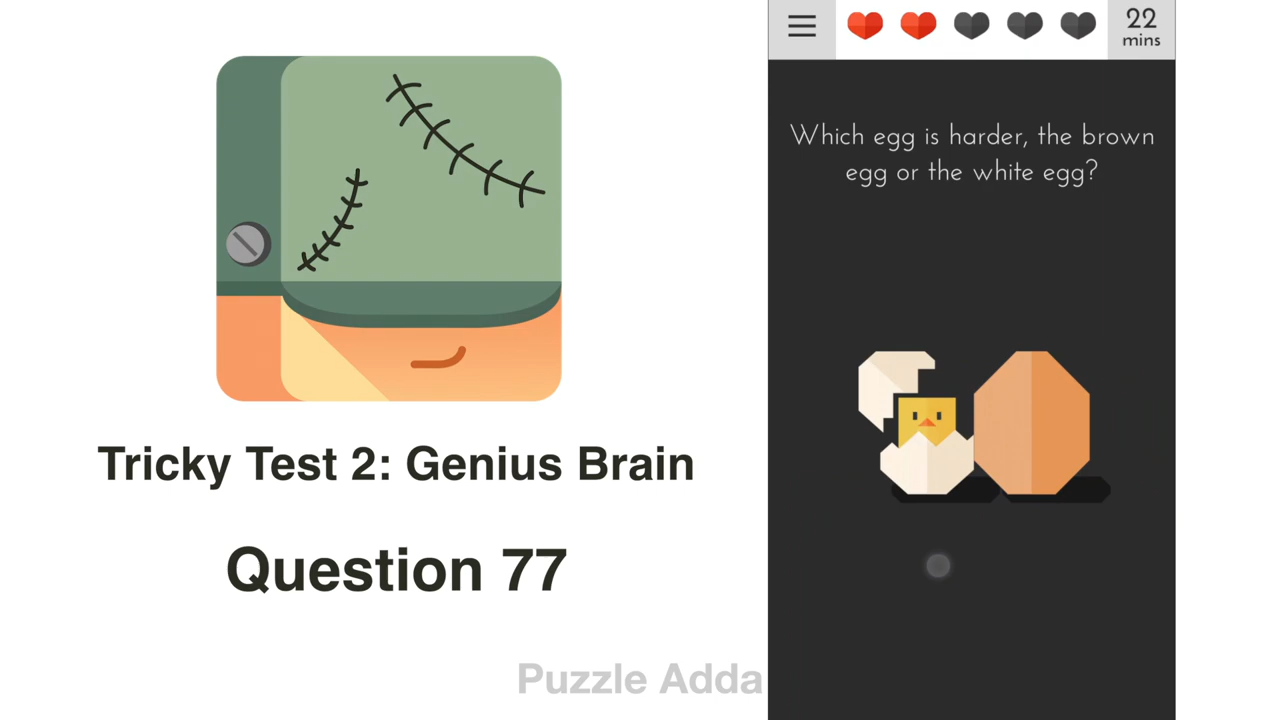 22
mins
Which egg is harder, the brown
egg or the white egg?
Tricky Test 2: Genius Brain
Question 77
Puzzle Adda